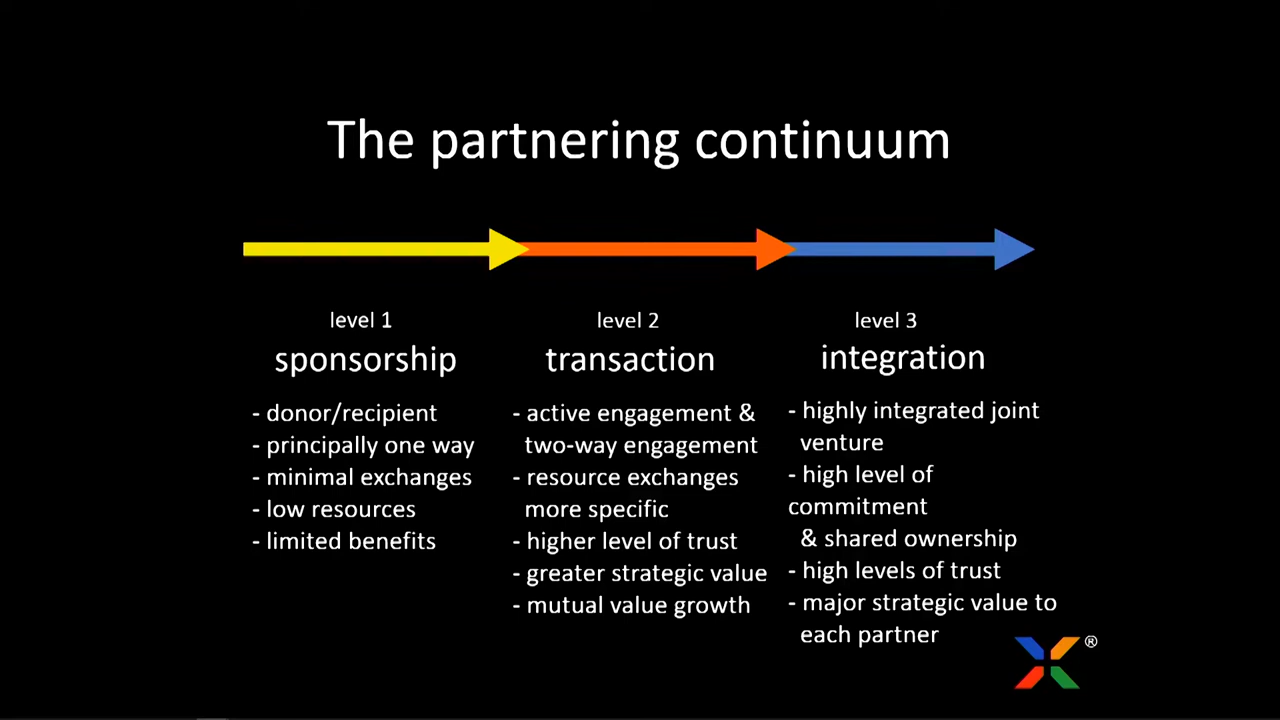 The partnering continuum
level 1
sponsorship
- donor/recipient
- principally one way
- minimal exchanges
- low resources
- limited benefits
level 2
transaction
- active engagement &
two-way engagement
- resource exchanges
more specific
- higher level of trust
- greater strategic value
- mutual value growth
level 3
integration
- highly integrated joint
venture
- high level of
commitment
& shared ownership
- high levels of trust
- major strategic value to
each partner
®